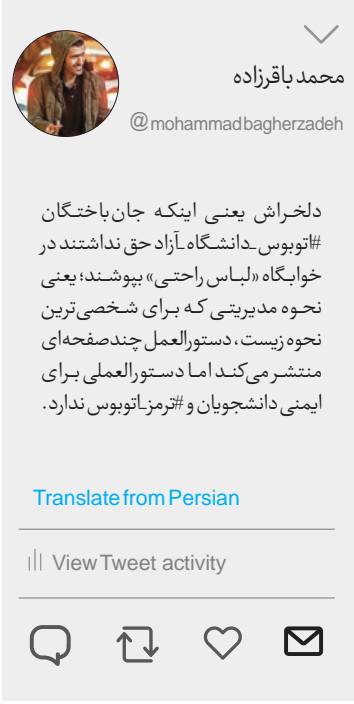 محمد باقرزاده
@mohammadbagherzadeh
دلخراش یعنی اینکه جان‌باختگان
#اتوبوس_دانشگاه_آزاد حق نداشتند در
خوابگاه «لباس راحتی» بپوشند؛ یعنی
نحوه مدیریتی که برای شخصی‌ترین
نحوه زیست، دستورالعمل چندصفحه‌ای
منتشر می‌کند اما دستورالعملی برای
ایمنی دانشجویان و #ترمز_اتوبوس ندارد.
Translate from Persian
View Tweet activity